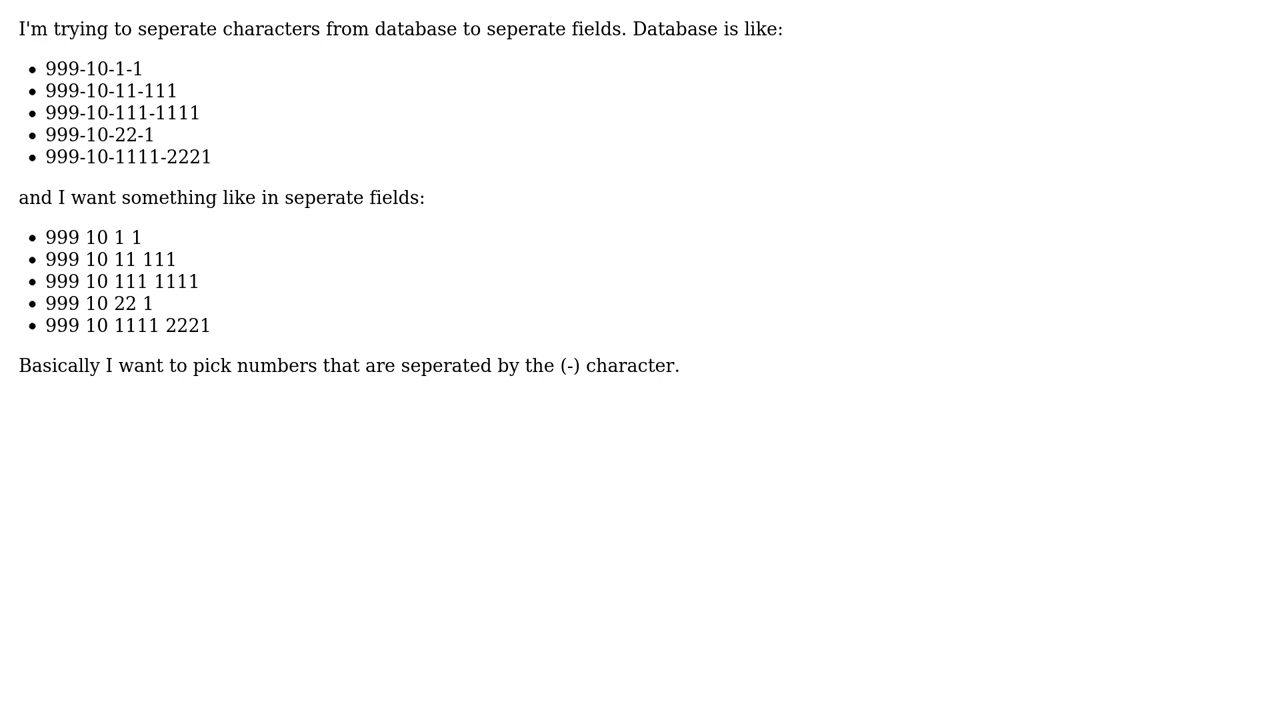 I'm trying to seperate characters from database to seperate fields. Database is like:
• 999-10-1-1
• 999-10-11-111
• 999-10-111-1111
• 999-10-22-1
• 999-10-1111-2221
and I want something like in seperate fields:
• 999 10 1 1
• 999 10 11 111
• 999 10 111 1111
• 999 10 22 1
• 999 10 1111 2221
Basically I want to pick numbers that are seperated by the (-) character.